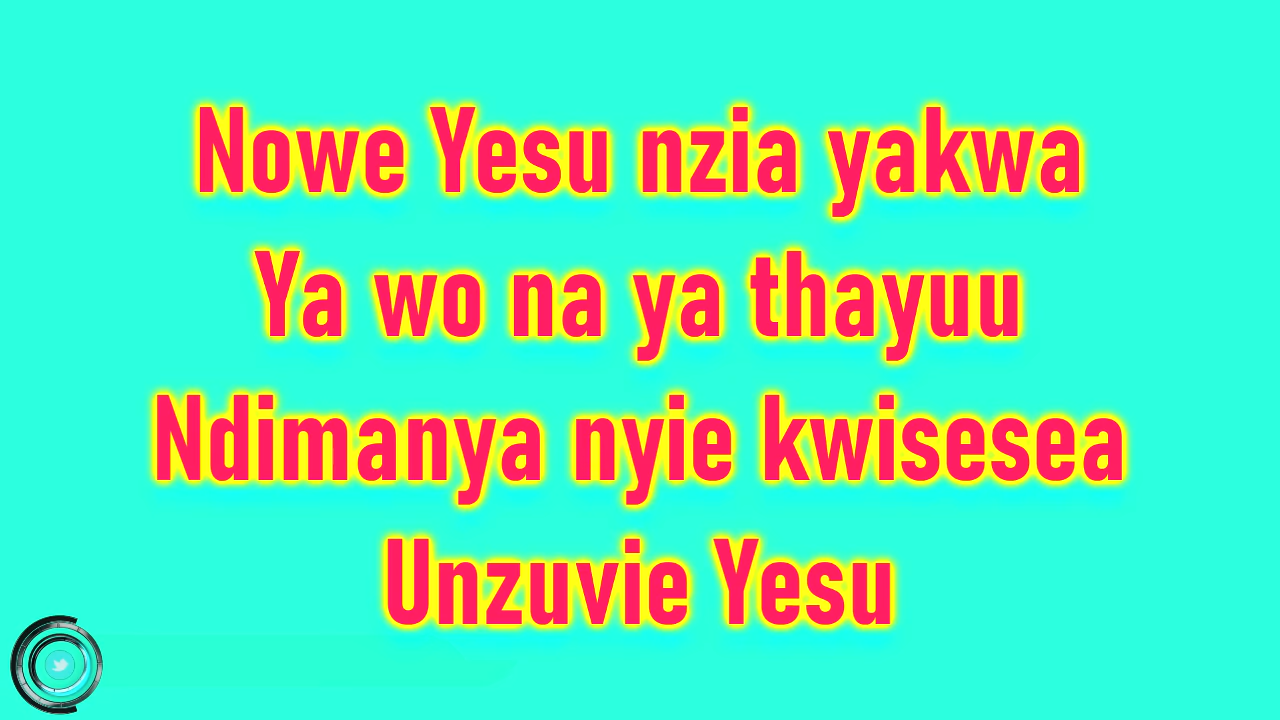 Nowe Yesu nzia yakwa
Ya wo na ya thayuu
Ndimanya nyie kwisesea
Unzuvie Yesu